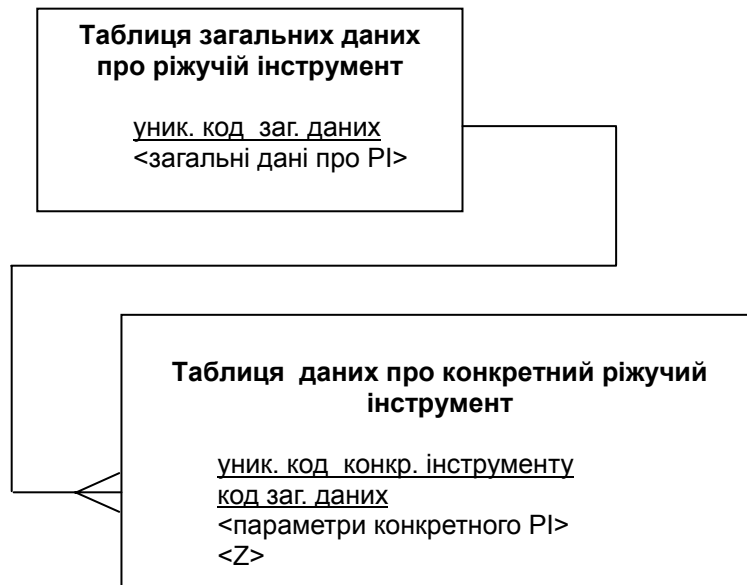 Таблиця загальних даних
про ріжучій інструмент
уник. код  заг. даних
<загальні дані про РІ>
Таблиця  даних про конкретний ріжучий
інструмент
уник. код  конкр. інструменту
код заг. даних
<параметри конкретного РІ>
<Z>